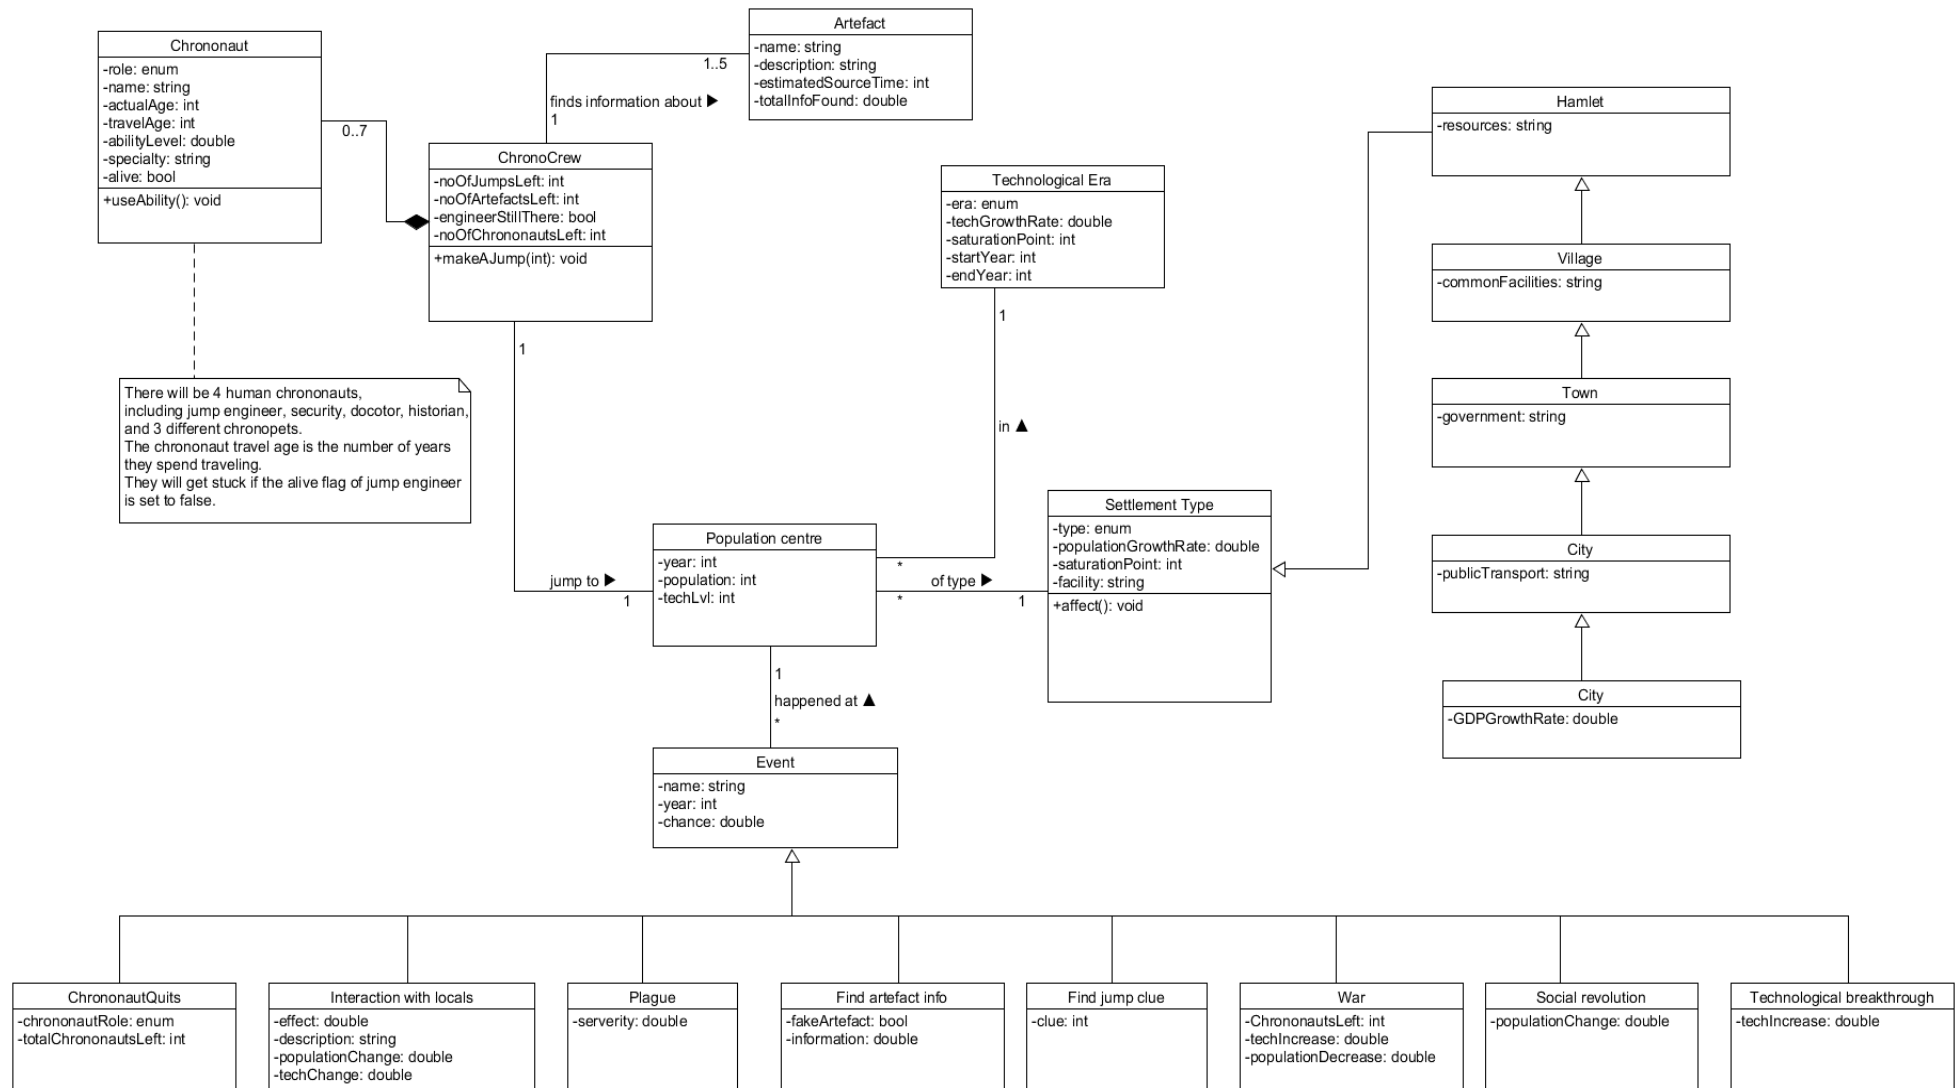 Chrononaut
-role: enum
-name: string
-actualAge: int
-travelAge: int
-abilityLevel: double
-specialty: string
-alive: bool
+useAbility(): void
0..7
Artefact
-name: string
-description: string
-estimatedSourceTime: int
-totalInfoFound: double
1..5
finds information about ▶
1
ChronoCrew
-noOfJumpsLeft: int
-noOfArtefactsLeft: int
-engineerStillThere: bool
-noOfChrononautsLeft: int
+makeAJump(int): void
1
There will be 4 human chrononauts,
including jump engineer, security, docotor, historian,
and 3 different chronopets.
The chrononaut travel age is the number of years
they spend traveling.
They will get stuck if the alive flag of jump engineer
is set to false.
Technological Era
-era: enum
-techGrowthRate: double
-saturationPoint: int
-startYear: int
-endYear: int
1
in ▲
*
Hamlet
-resources: string
Village
-commonFacilities: string
Town
-government: string
City
-publicTransport: string
City
-GDPGrowthRate: double
Settlement Type
-type: enum
-populationGrowthRate: double
-saturationPoint: int
-facility: string
+affect(): void
jump to ▶
1
Population centre
-year: int
-population: int
-techLvl: int
of type ▶
*
1
1
happened at ▲
*
Event
-name: string
-year: int
-chance: double
ChrononautQuits
-chrononautRole: enum
-totalChrononautsLeft: int
Interaction with locals
-effect: double
-description: string
-populationChange: double
-techChange: double
Plague
-serverity: double
Find artefact info
-fakeArtefact: bool
-information: double
Find jump clue
-clue: int
War
-ChrononautsLeft: int
-techIncrease: double
-populationDecrease: double
Social revolution
-populationChange: double
Technological breakthrough
-techIncrease: double